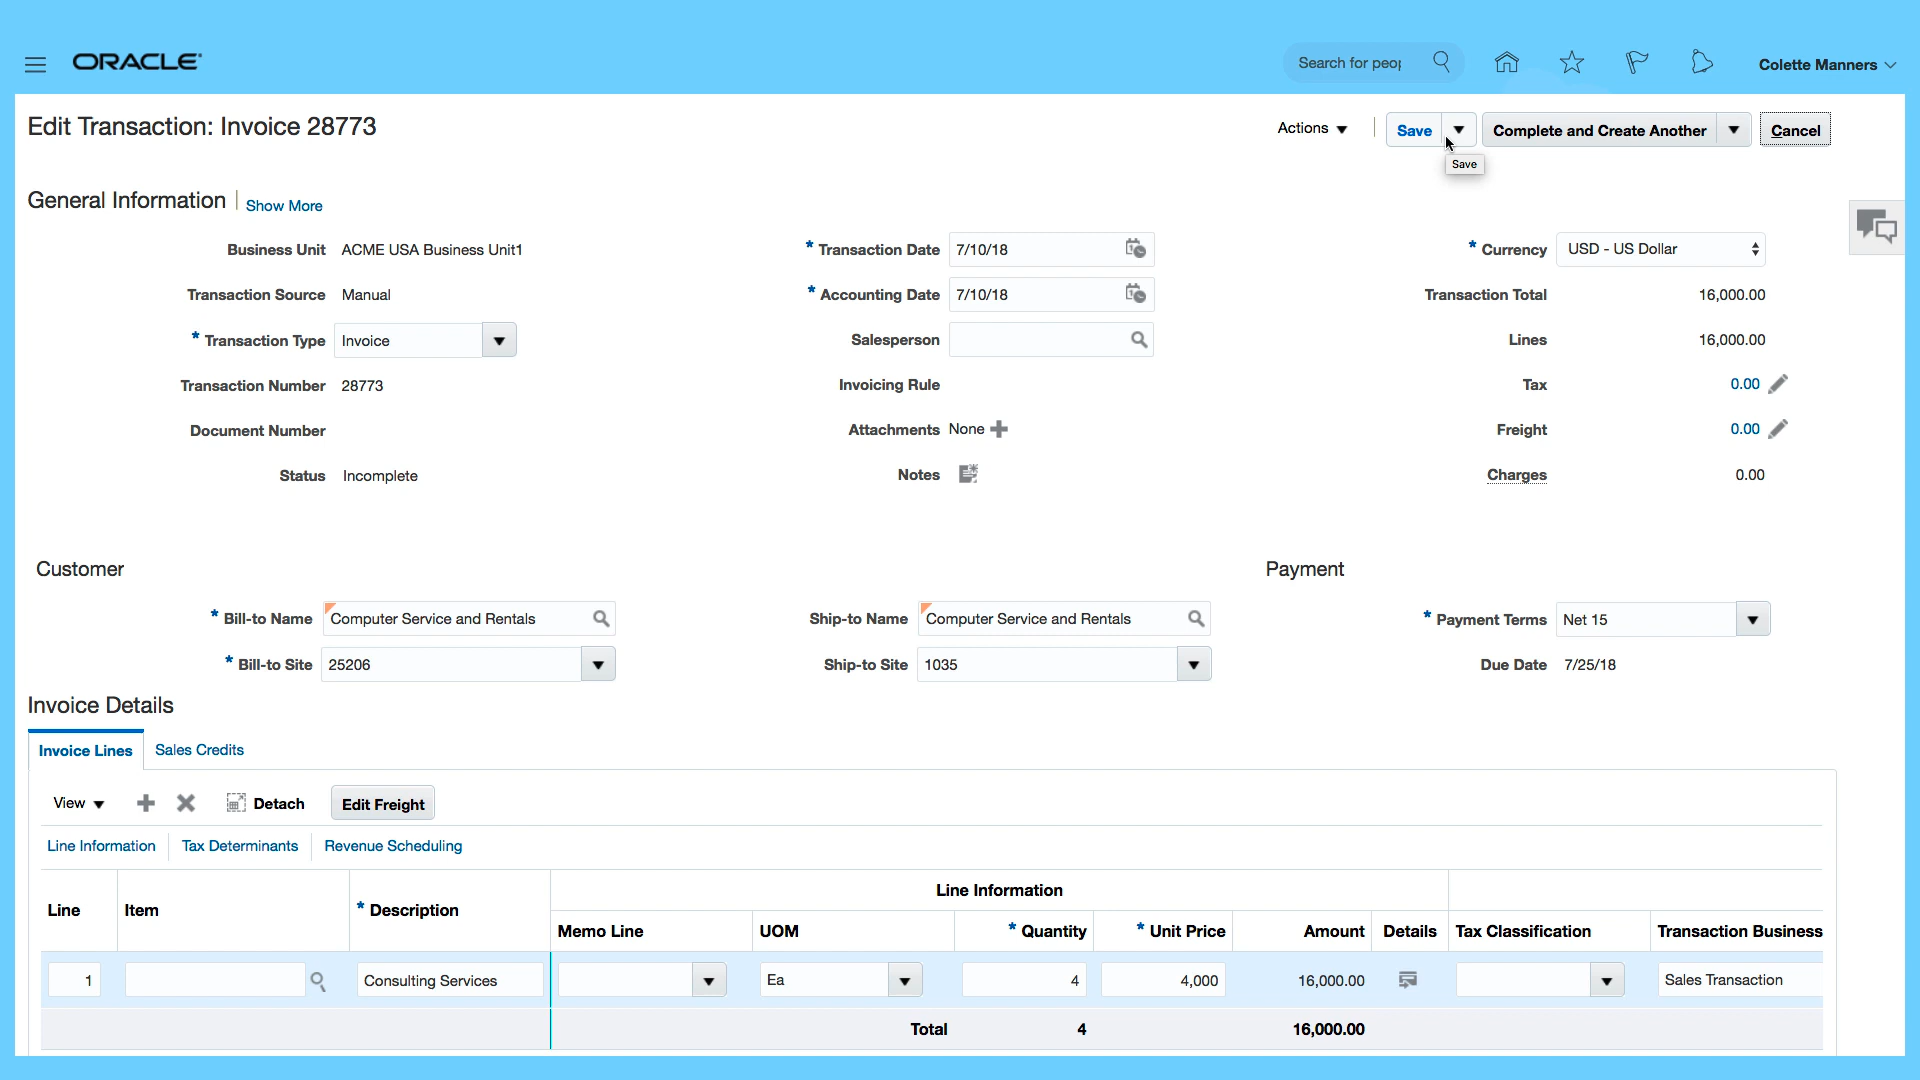 ORACLE
Search for peop
Colette Manners
Edit Transaction: Invoice 28773
Actions
Save
Complete and Create Another
Cancel
Save
General Information
Show More
Business Unit ACME USA Business Unit1
* Transaction Date 7/10/18
* Currency USD - US Dollar
Transaction Source Manual
* Accounting Date 7/10/18
Transaction Total 16,000.00
* Transaction Type Invoice
Salesperson
Lines 16,000.00
Transaction Number 28773
Invoicing Rule
Tax 0.00
Document Number
Attachments None
Freight 0.00
Status Incomplete
Notes
Charges 0.00
Customer
Payment
* Bill-to Name Computer Service and Rentals
Ship-to Name Computer Service and Rentals
* Payment Terms Net 15
* Bill-to Site 25206
Ship-to Site 1035
Due Date 7/25/18
Invoice Details
Invoice Lines
Sales Credits
View
Detach
Edit Freight
Line Information
Tax Determinants
Revenue Scheduling
Line Information
Line
Item
* Description
Memo Line
UOM
* Quantity
* Unit Price
Amount
Details
Tax Classification
Transaction Business
1
Consulting Services
Ea
4
4,000
16,000.00
Sales Transaction
Total 4 16,000.00